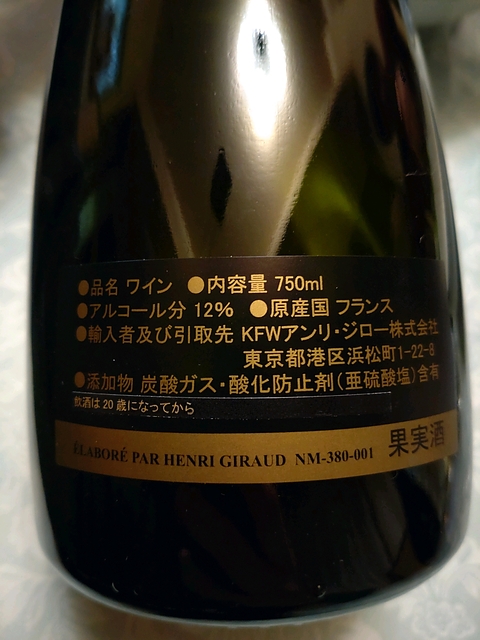 ●品名 ワイン ●内容量 750ml
●アルコール分 12% ●原産国 フランス
●輸入者及び引取先 KFWアンリ・ジロー株式会社
東京都港区浜松町1-22-8
●添加物 炭酸ガス・酸化防止剤(亜硫酸塩)含有
飲酒は20歳になってから
ÉLABORÉ PAR HENRI GIRAUD NM-380-001 果実酒